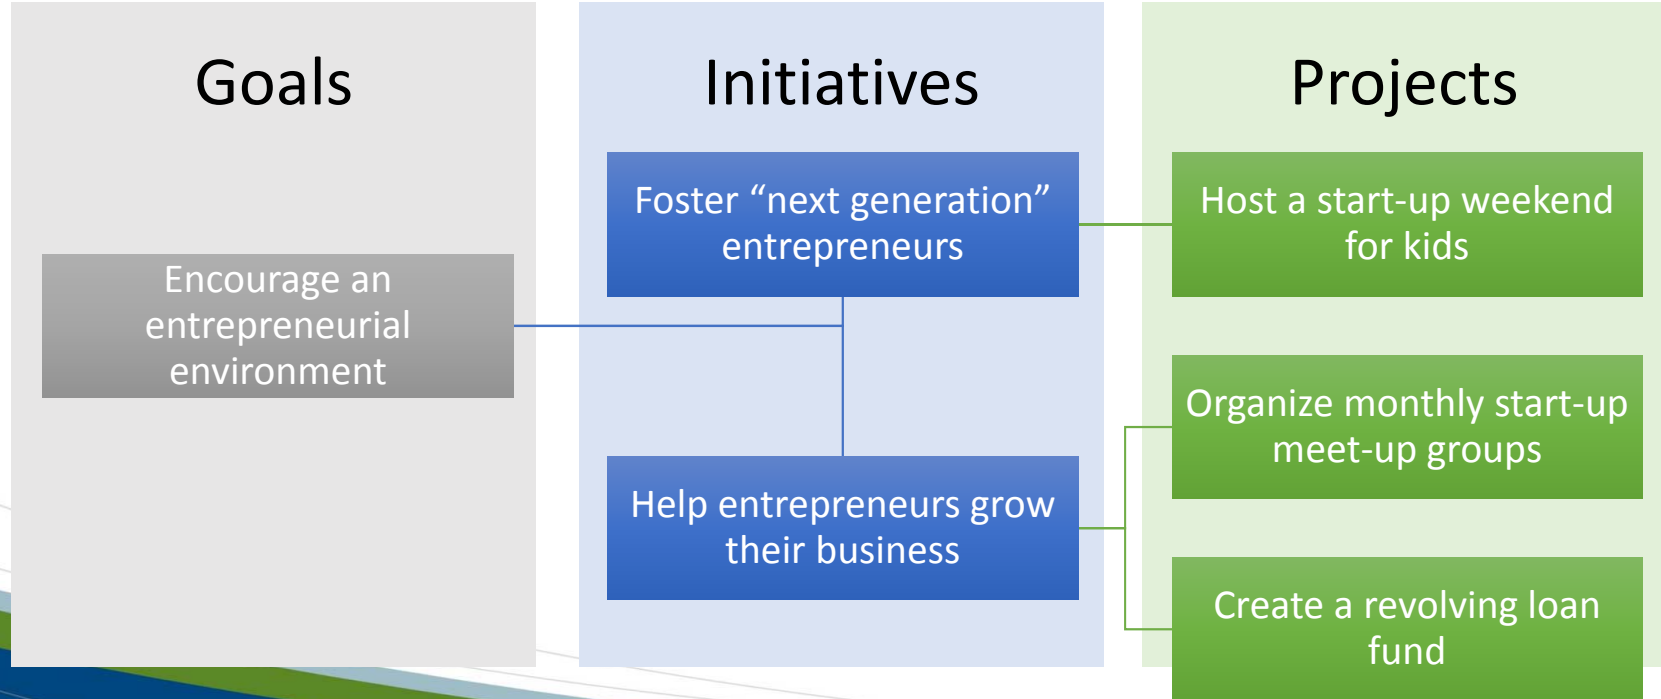 Goals
Encourage an
entrepreneurial
environment
Initiatives
Foster “next generation”
entrepreneurs
Help entrepreneurs grow
their business
Projects
Host a start-up weekend
for kids
Organize monthly start-up
meet-up groups
Create a revolving loan
fund